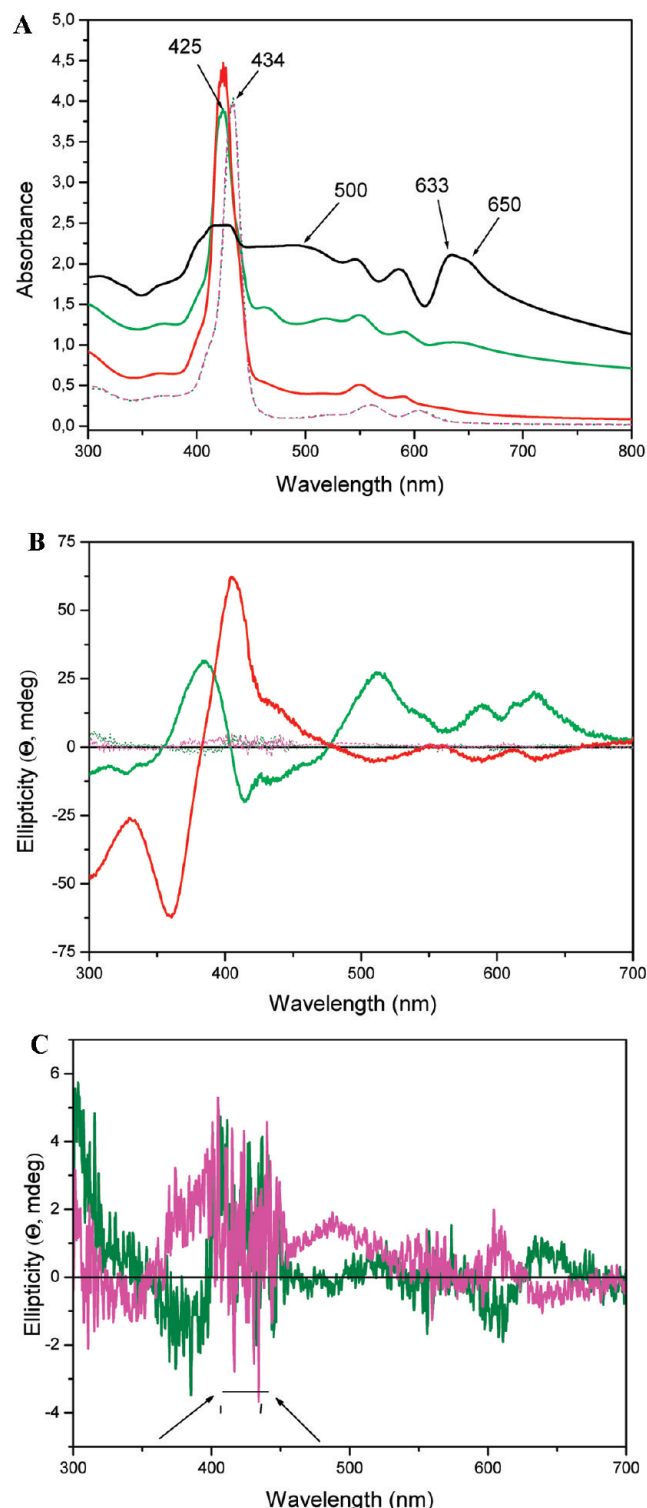 A
5,0
4,5
4,0
3,5
3,0
2,5
2,0
1,5
1,0
0,5
0,0
Absorbance
425
434
500
633
650
300 400 500 600 700 800
Wavelength (nm)
B
75
50
25
0
-25
-50
-75
Ellipticity (Θ, mdeg)
300 400 500 600 700
Wavelength (nm)
C
6
4
2
0
-2
-4
Ellipticity (Θ, mdeg)
300 400 500 600 700
Wavelength (nm)